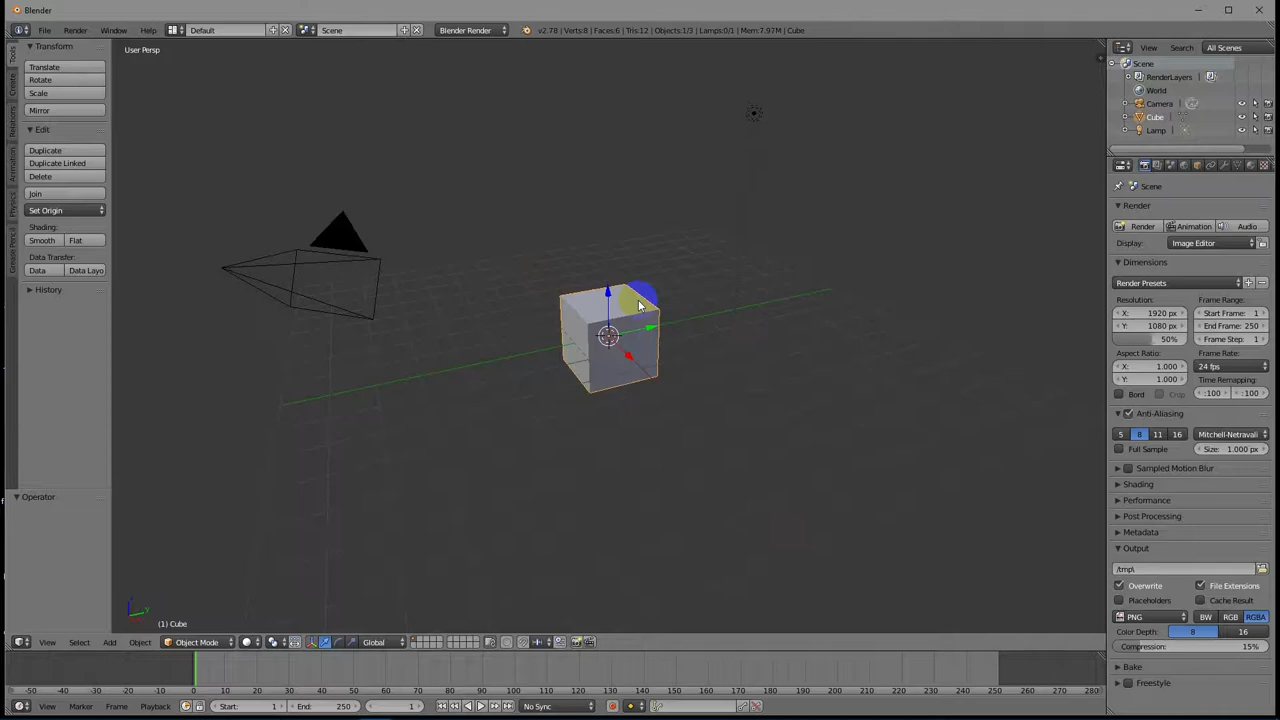 Blender
File Render Window Help Default Scene Blender Render v2.78 | Verts:8 | Faces:6 | Tris:12 | Objects:1/3 | Lamps:0/1 | Mem:7.97M | Cube
Tools
Create
Relations
Animation
Physics
Grease Pencil
Transform
Translate
Rotate
Scale
Mirror
Edit
Duplicate
Duplicate Linked
Delete
Join
Set Origin
Shading:
Smooth Flat
Data Transfer:
Data Data Layo
History
Operator
User Persp
(1) Cube
View Search All Scenes
Scene
RenderLayers
World
Camera
Cube
Lamp
Scene
Render
Render Animation Audio
Display: Image Editor
Dimensions
Render Presets
Resolution: Frame Range:
X: 1920 px Start Frame: 1
Y: 1080 px End Frame: 250
50% Frame Step: 1
Aspect Ratio: Frame Rate:
X: 1.000 24 fps
Y: 1.000 Time Remapping:
Bord Crop :100 :100
Anti-Aliasing
5 8 11 16 Mitchell-Netravali
Full Sample Size: 1.000 px
Sampled Motion Blur
Shading
Performance
Post Processing
Metadata
Output
/tmp\
Overwrite File Extensions
Placeholders Cache Result
PNG BW RGB RGBA
Color Depth: 8 16
Compression: 15%
Bake
Freestyle
View Select Add Object Object Mode Global
-50 -40 -30 -20 -10 0 10 20 30 40 50 60 70 80 90 100 110 120 130 140 150 160 170 180 190 200 210 220 230 240 250 260 270 280
View Marker Frame Playback Start: 1 End: 250 1 No Sync